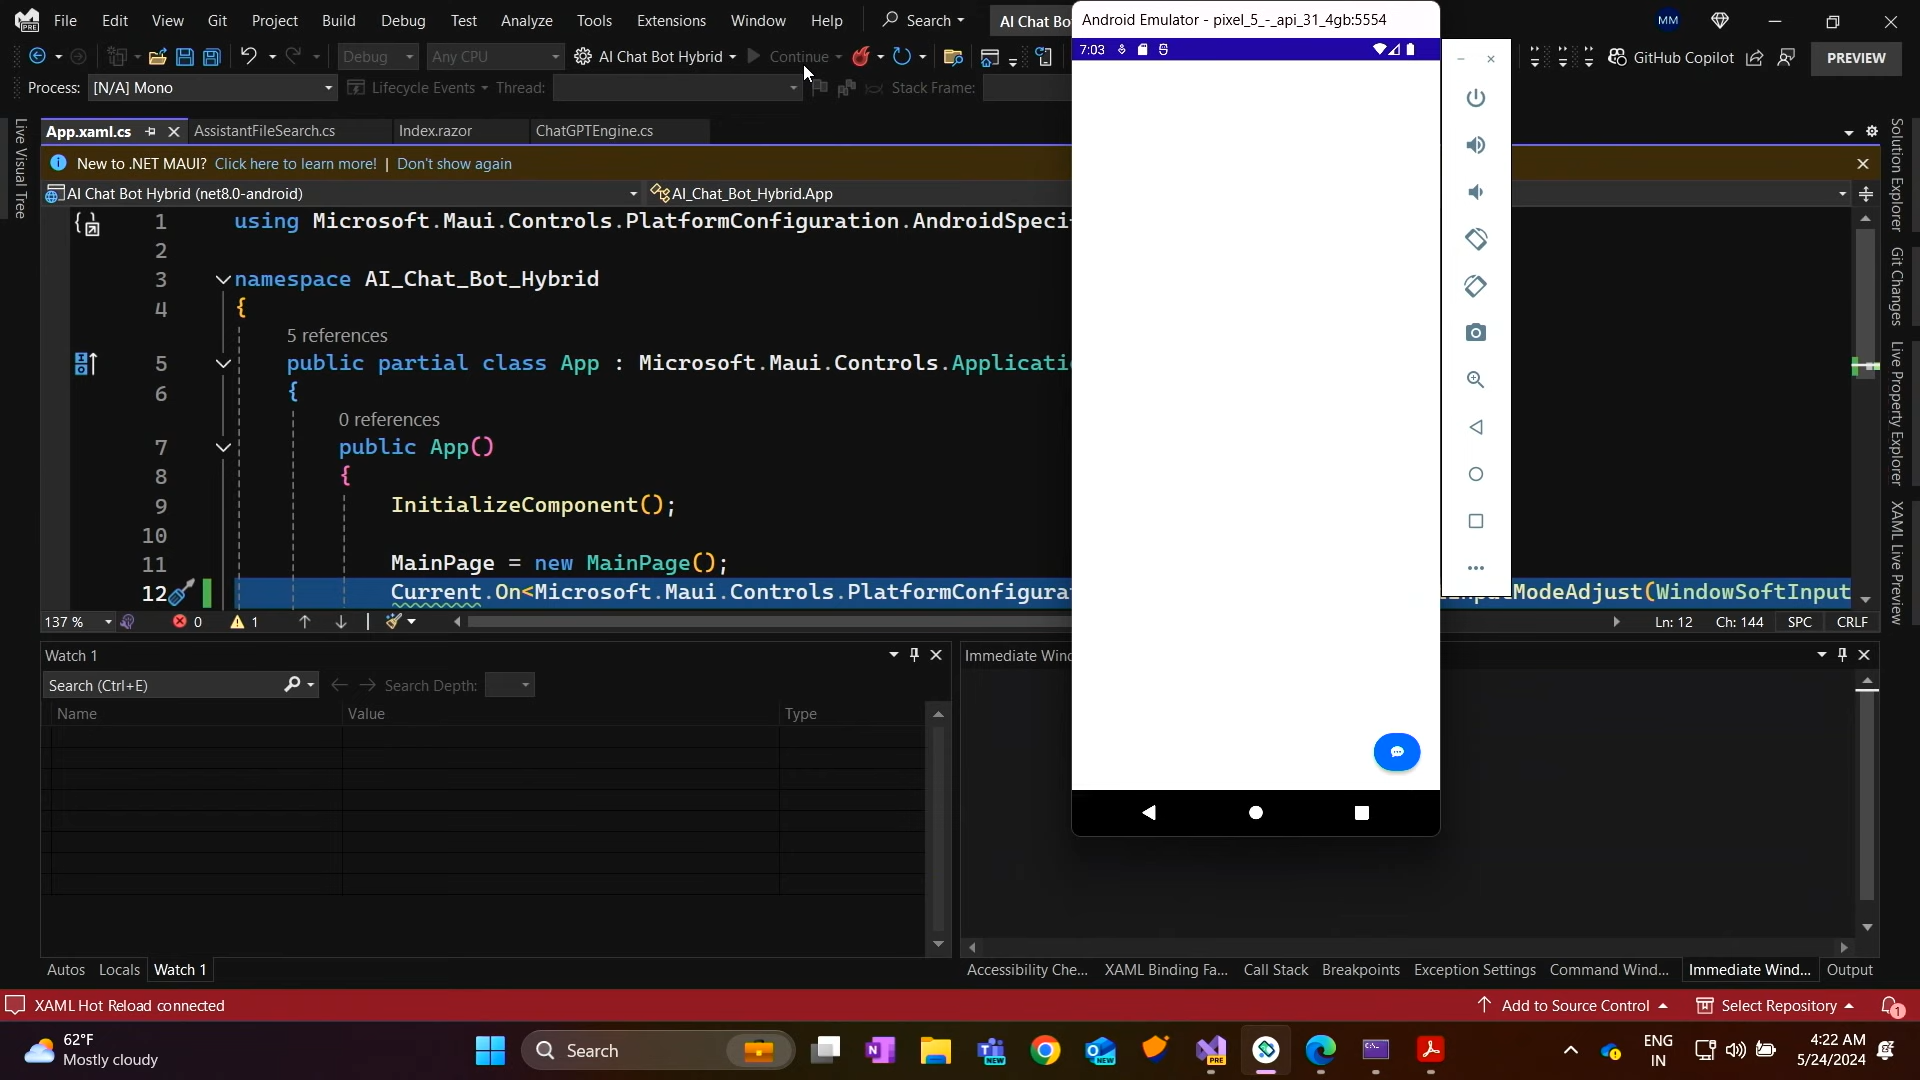 File Edit View Git Project Build Debug Test Analyze Tools Extensions Window Help Search AI Chat Bo
Android Emulator - pixel_5_-_api_31_4gb:5554
MM
Debug Any CPU AI Chat Bot Hybrid Continue
7:03
GitHub Copilot PREVIEW
Process: [N/A] Mono Lifecycle Events Thread: Stack Frame:
Live Visual Tree
App.xaml.cs AssistantFileSearch.cs Index.razor ChatGPTEngine.cs
New to .NET MAUI? Click here to learn more! | Don't show again
AI Chat Bot Hybrid (net8.0-android) AI_Chat_Bot_Hybrid.App
1 using Microsoft.Maui.Controls.PlatformConfiguration.AndroidSpeci
2
3 namespace AI_Chat_Bot_Hybrid
4 {
5 references
5 public partial class App : Microsoft.Maui.Controls.Applicati
6 {
0 references
7 public App()
8 {
9 InitializeComponent();
10
11 MainPage = new MainPage();
12 Current.On<Microsoft.Maui.Controls.PlatformConfigura ModeAdjust(WindowSoftInput
137 % 0 1 Ln: 12 Ch: 144 SPC CRLF
Solution Explorer
Git Changes
Live Property Explorer
XAML Live Preview
Watch 1
Immediate Wind
Search (Ctrl+E) Search Depth:
Name Value Type
Autos Locals Watch 1
Accessibility Che... XAML Binding Fa... Call Stack Breakpoints Exception Settings Command Wind... Immediate Wind... Output
XAML Hot Reload connected
Add to Source Control Select Repository 1
62°F
Mostly cloudy
Search
ENG
IN
4:22 AM
5/24/2024